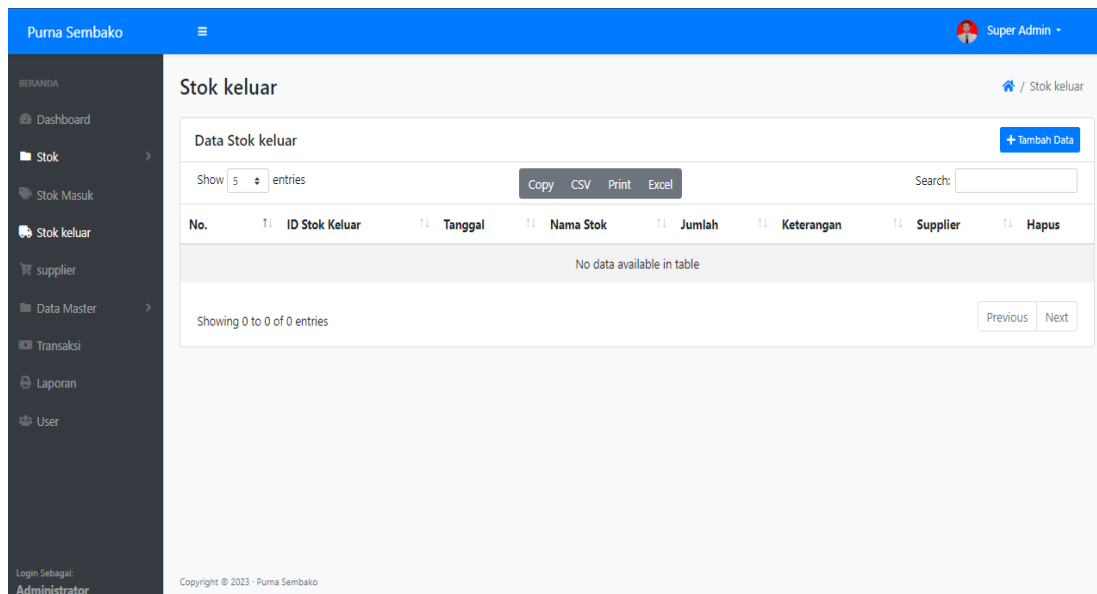 Purna Sembako
Super Admin
BERANDA
Dashboard
Stok
Stok Masuk
Stok keluar
supplier
Data Master
Transaksi
Laporan
User
Login Sebagai:
Administrator
Stok keluar
/ Stok keluar
Data Stok keluar
+ Tambah Data
Show 5 entries
Copy CSV Print Excel
Search:
No. ID Stok Keluar Tanggal Nama Stok Jumlah Keterangan Supplier Hapus
No data available in table
Showing 0 to 0 of 0 entries
Previous Next
Copyright © 2023 · Purna Sembako